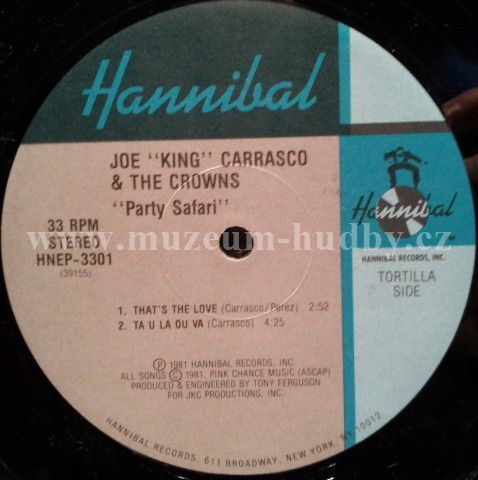 Hannibal
JOE "KING" CARRASCO
& THE CROWNS
"Party Safari"
33 RPM
STEREO
HNEP-3301
(39155)
Hannibal
HANNIBAL RECORDS, INC.
TORTILLA
SIDE
www.muzeum-hudby.cz
1. THAT'S THE LOVE (Carrasco/Perez) 2:52
2. TA U LA OU VA (Carrasco) 4:25
Ⓟ 1981 HANNIBAL RECORDS, INC
ALL SONGS Ⓒ 1981. PINK CHANCE MUSIC (ASCAP)
PRODUCED & ENGINEERED BY TONY FERGUSON
FOR JKC PRODUCTIONS, INC.
HANNIBAL RECORDS, 611 BROADWAY, NEW YORK, NY 10012